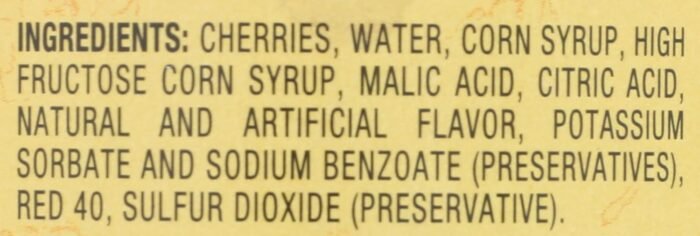 INGREDIENTS: CHERRIES, WATER, CORN SYRUP, HIGH
FRUCTOSE CORN SYRUP, MALIC ACID, CITRIC ACID,
NATURAL AND ARTIFICIAL FLAVOR, POTASSIUM
SORBATE AND SODIUM BENZOATE (PRESERVATIVES),
RED 40, SULFUR DIOXIDE (PRESERVATIVE).